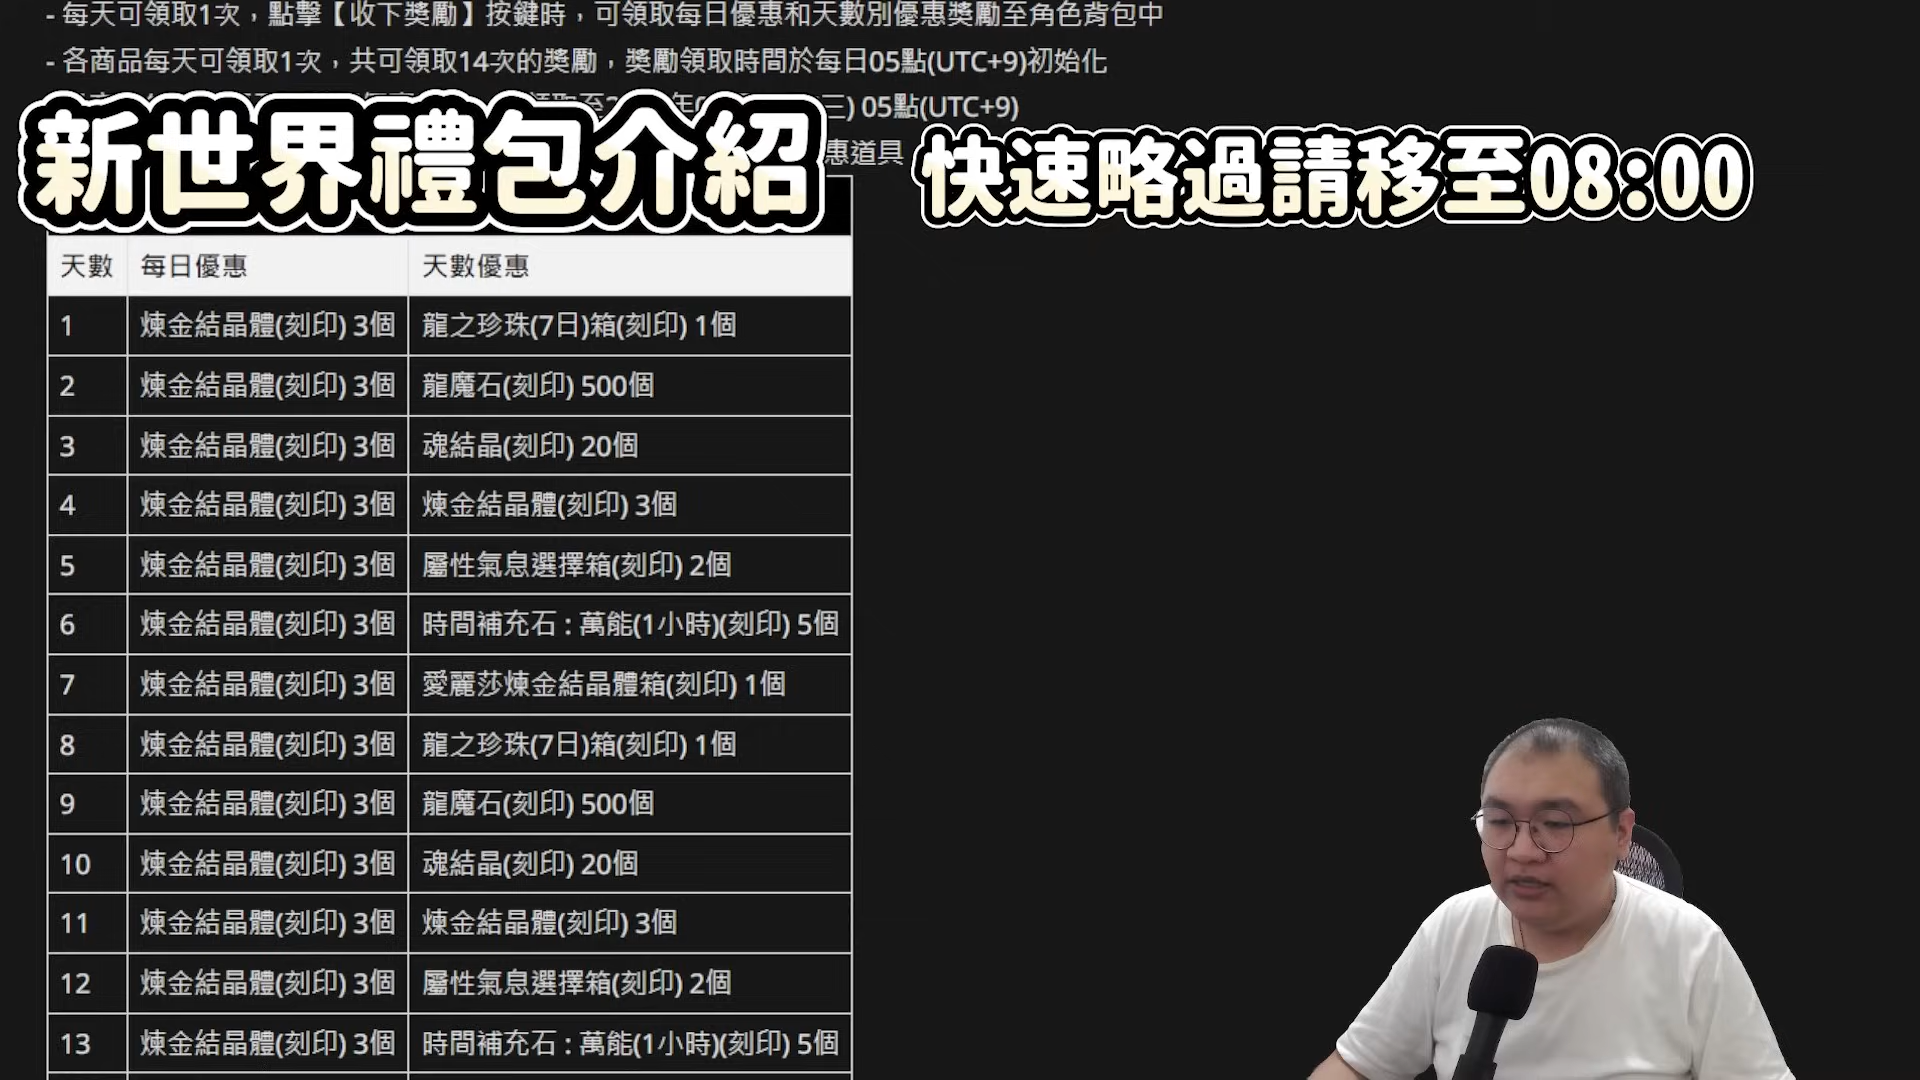 - 每天可領取1次，點擊【收下獎勵】按鍵時，可領取每日優惠和天數別優惠獎勵至角色背包中
- 各商品每天可領取1次，共可領取14次的獎勵，獎勵領取時間於每日05點(UTC+9)初始化
三) 05點(UTC+9)
惠道具
新世界禮包介紹 快速略過請移至08:00
天數 每日優惠 天數優惠
1 煉金結晶體(刻印) 3個 龍之珍珠(7日)箱(刻印) 1個
2 煉金結晶體(刻印) 3個 龍魔石(刻印) 500個
3 煉金結晶體(刻印) 3個 魂結晶(刻印) 20個
4 煉金結晶體(刻印) 3個 煉金結晶體(刻印) 3個
5 煉金結晶體(刻印) 3個 屬性氣息選擇箱(刻印) 2個
6 煉金結晶體(刻印) 3個 時間補充石 : 萬能(1小時)(刻印) 5個
7 煉金結晶體(刻印) 3個 愛麗莎煉金結晶體箱(刻印) 1個
8 煉金結晶體(刻印) 3個 龍之珍珠(7日)箱(刻印) 1個
9 煉金結晶體(刻印) 3個 龍魔石(刻印) 500個
10 煉金結晶體(刻印) 3個 魂結晶(刻印) 20個
11 煉金結晶體(刻印) 3個 煉金結晶體(刻印) 3個
12 煉金結晶體(刻印) 3個 屬性氣息選擇箱(刻印) 2個
13 煉金結晶體(刻印) 3個 時間補充石 : 萬能(1小時)(刻印) 5個